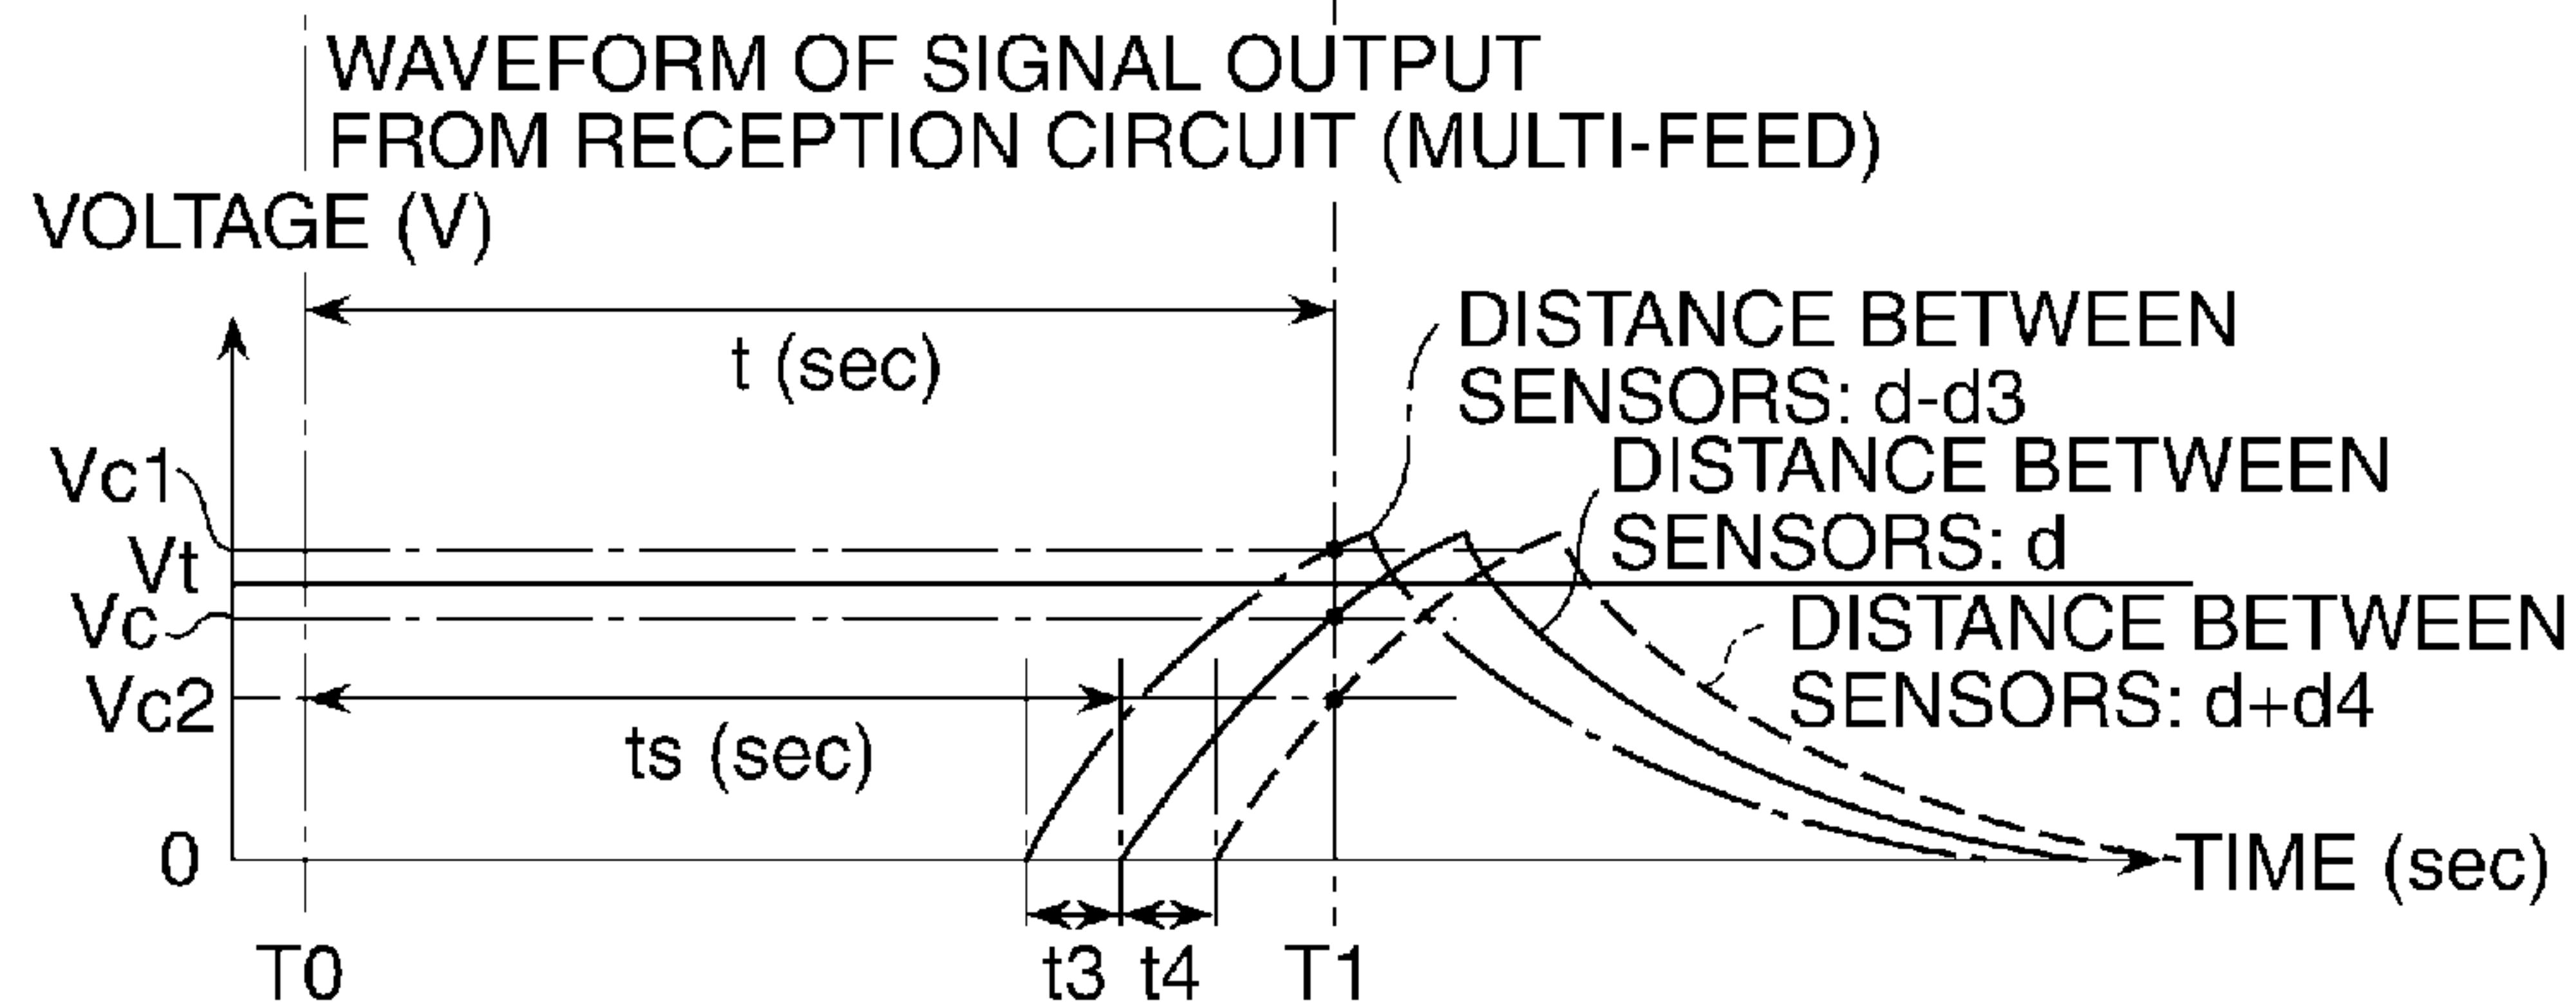 WAVEFORM OF SIGNAL OUTPUT
FROM RECEPTION CIRCUIT (MULTI-FEED)
VOLTAGE (V)
t (sec)
DISTANCE BETWEEN
SENSORS: d-d3
DISTANCE BETWEEN
SENSORS: d
DISTANCE BETWEEN
SENSORS: d+d4
Vc1
Vt
Vc
Vc2
ts (sec)
0
TIME (sec)
T0
t3
t4
T1